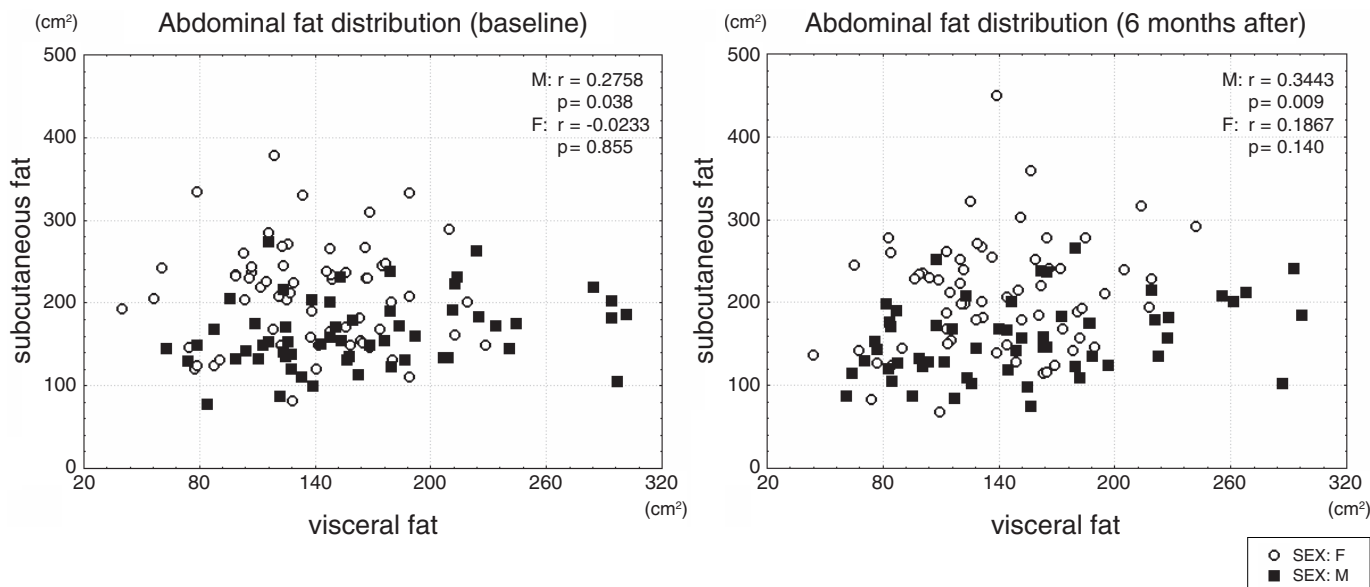 (cm²)
Abdominal fat distribution (baseline)
500
400
300
200
100
0
subcutaneous fat
M: r = 0.2758
p= 0.038
F: r = -0.0233
p= 0.855
20 80 140 200 260 320
(cm²)
visceral fat
(cm²)
Abdominal fat distribution (6 months after)
500
400
300
200
100
0
subcutaneous fat
M: r = 0.3443
p= 0.009
F: r = 0.1867
p= 0.140
20 80 140 200 260 320
(cm²)
visceral fat
SEX: F
SEX: M